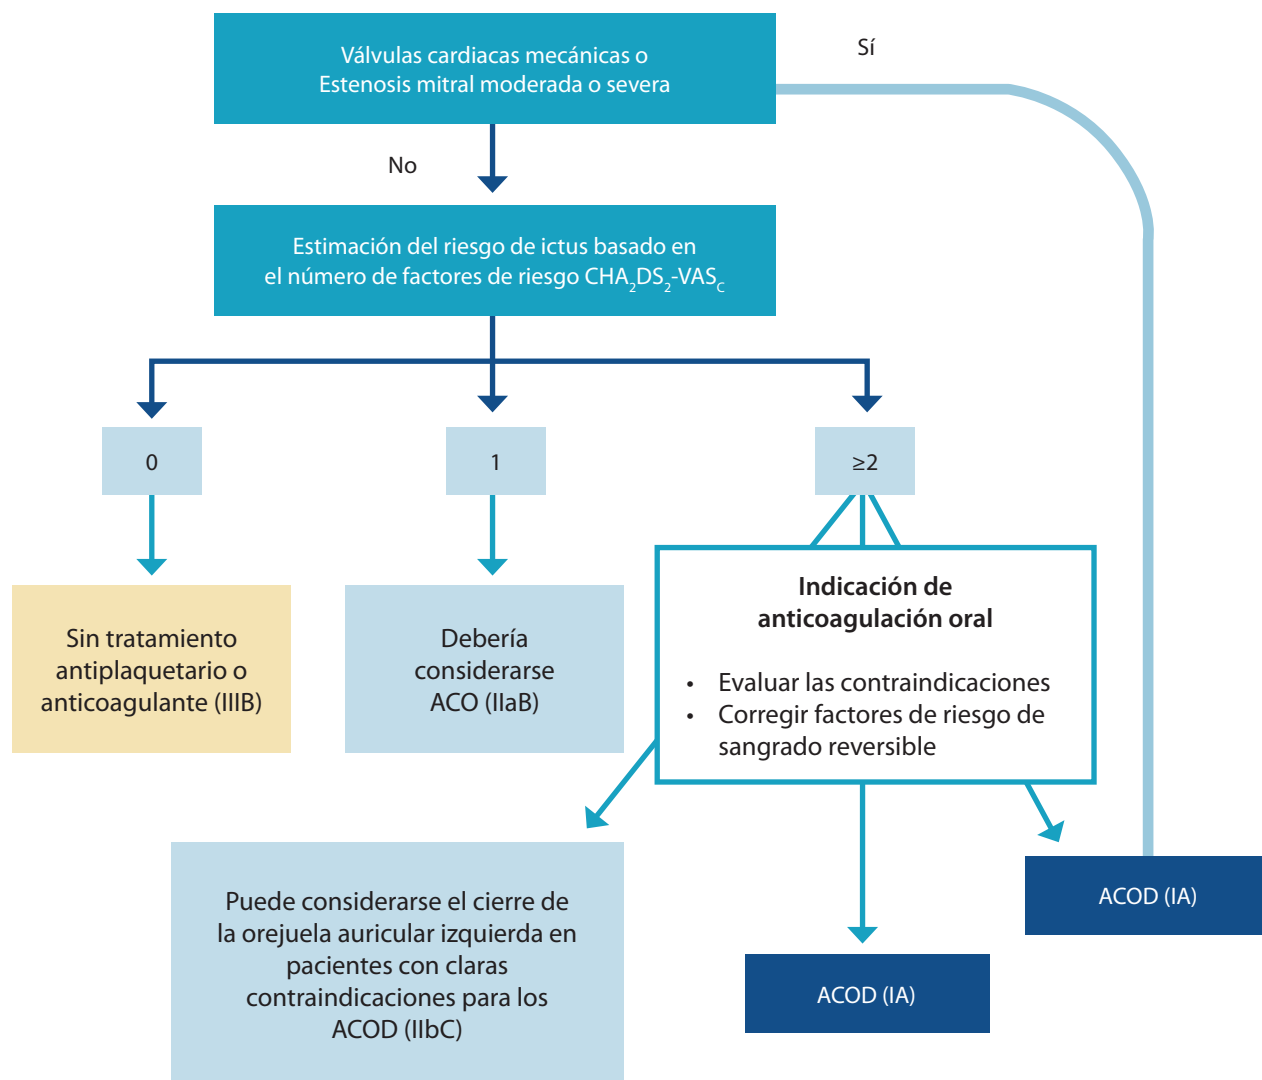 Válvulas cardiacas mecánicas o
Estenosis mitral moderada o severa
Sí
No
Estimación del riesgo de ictus basado en
el número de factores de riesgo CHA₂DS₂-VASC
0
1
≥2
Sin tratamiento
antiplaquetario o
anticoagulante (IIIB)
Debería
considerarse
ACO (IIaB)
Indicación de
anticoagulación oral
• Evaluar las contraindicaciones
• Corregir factores de riesgo de
sangrado reversible
Puede considerarse el cierre de
la orejuela auricular izquierda en
pacientes con claras
contraindicaciones para los
ACOD (IIbC)
ACOD (IA)
ACOD (IA)